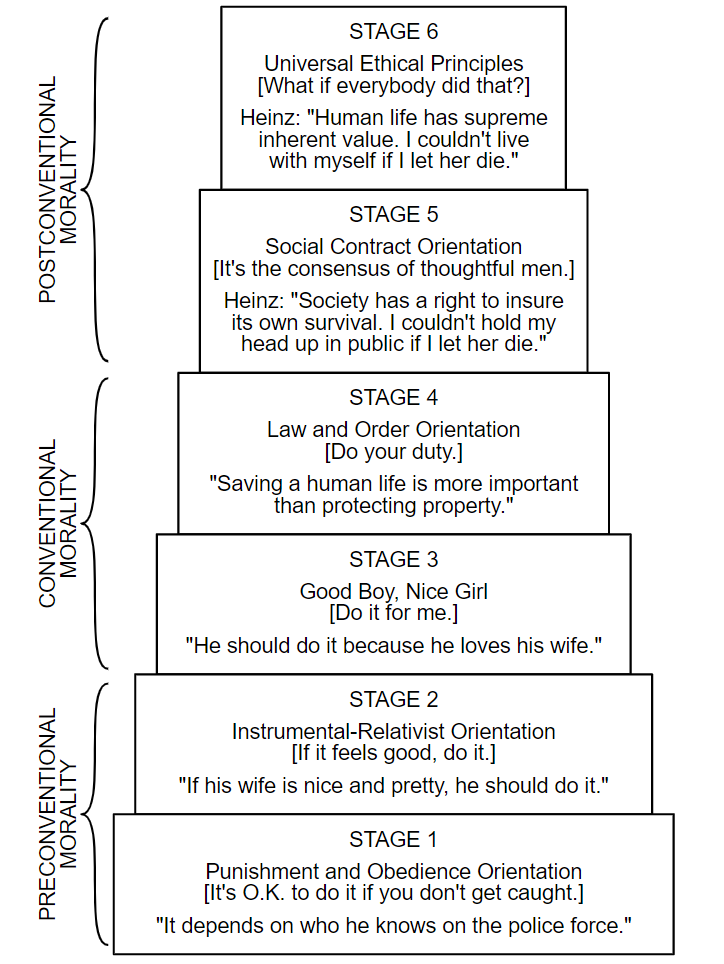 POSTCONVENTIONAL
MORALITY
STAGE 6
Universal Ethical Principles
[What if everybody did that?]
Heinz: "Human life has supreme
inherent value. I couldn't live
with myself if I let her die."
STAGE 5
Social Contract Orientation
[It's the consensus of thoughtful men.]
Heinz: "Society has a right to insure
its own survival. I couldn't hold my
head up in public if I let her die."
CONVENTIONAL
MORALITY
STAGE 4
Law and Order Orientation
[Do your duty.]
"Saving a human life is more important
than protecting property."
STAGE 3
Good Boy, Nice Girl
[Do it for me.]
"He should do it because he loves his wife."
PRECONVENTIONAL
MORALITY
STAGE 2
Instrumental-Relativist Orientation
[If it feels good, do it.]
"If his wife is nice and pretty, he should do it."
STAGE 1
Punishment and Obedience Orientation
[It's O.K. to do it if you don't get caught.]
"It depends on who he knows on the police force."